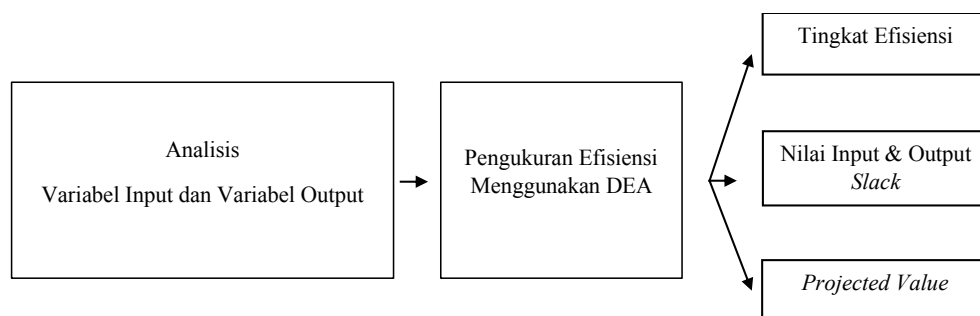 Analisis
Variabel Input dan Variabel Output
Pengukuran Efisiensi
Menggunakan DEA
Tingkat Efisiensi
Nilai Input & Output
Slack
Projected Value